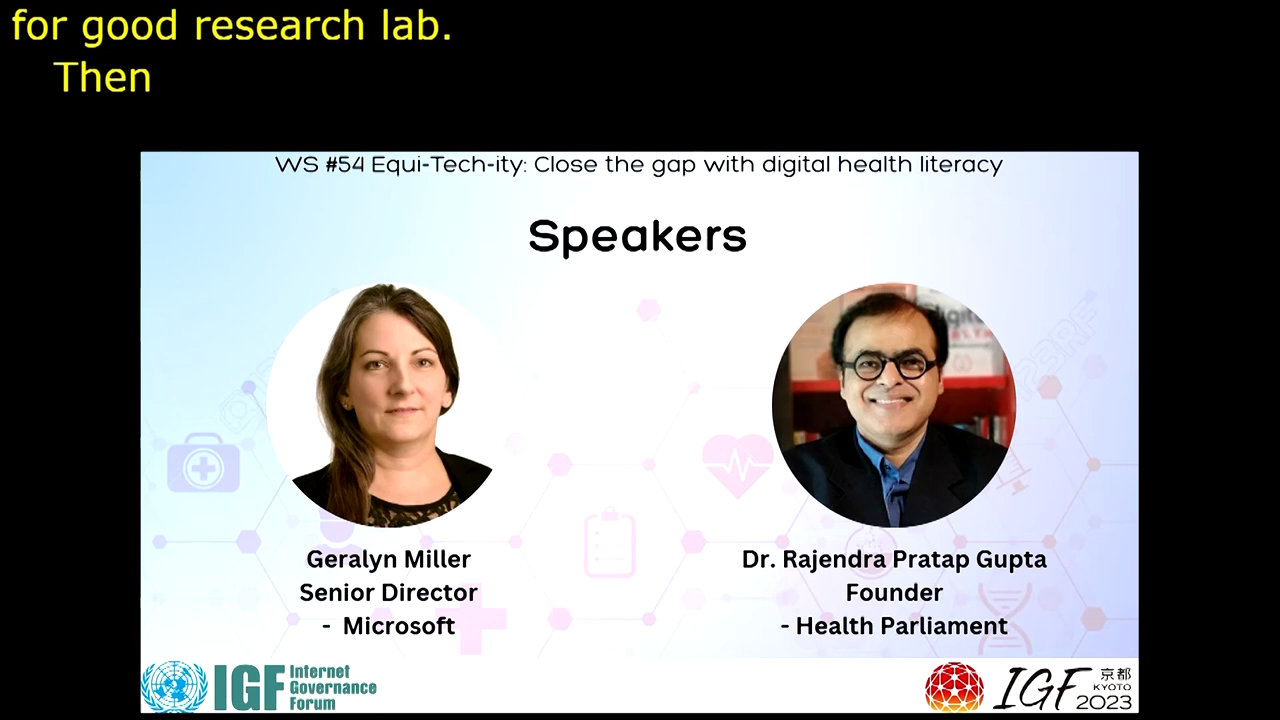 for good research lab.
Then
WS #54 Equi-Tech-ity: Close the gap with digital health literacy
Speakers
Geralyn Miller
Senior Director
- Microsoft
Dr. Rajendra Pratap Gupta
Founder
- Health Parliament
IGF Internet
Governance
Forum
IGF 京都
KYOTO
2023